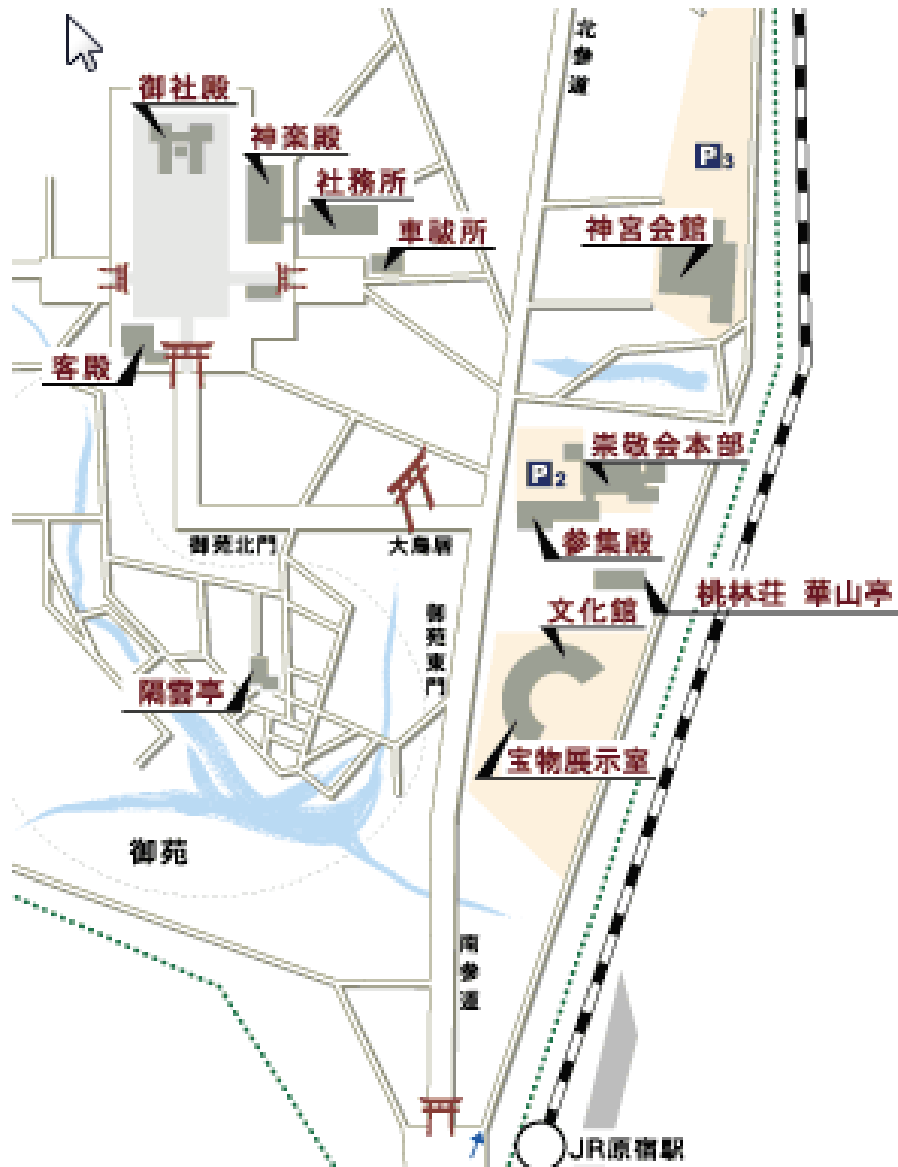 北参道
御社殿
神楽殿
P3
社務所
車祓所
神宮会館
客殿
崇敬会本部
P2
参集殿
御苑北門
大鳥居
桃林荘 華山亭
文化館
御苑東門
隔雲亭
宝物展示室
御苑
南参道
JR原宿駅